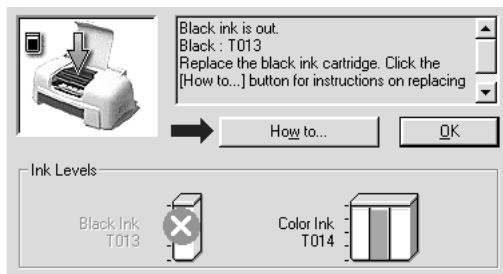 Black ink is out.
Black : T013
Replace the black ink cartridge. Click the
[How to...] button for instructions on replacing
How to...
OK
Ink Levels
Black Ink
T013
Color Ink
T014